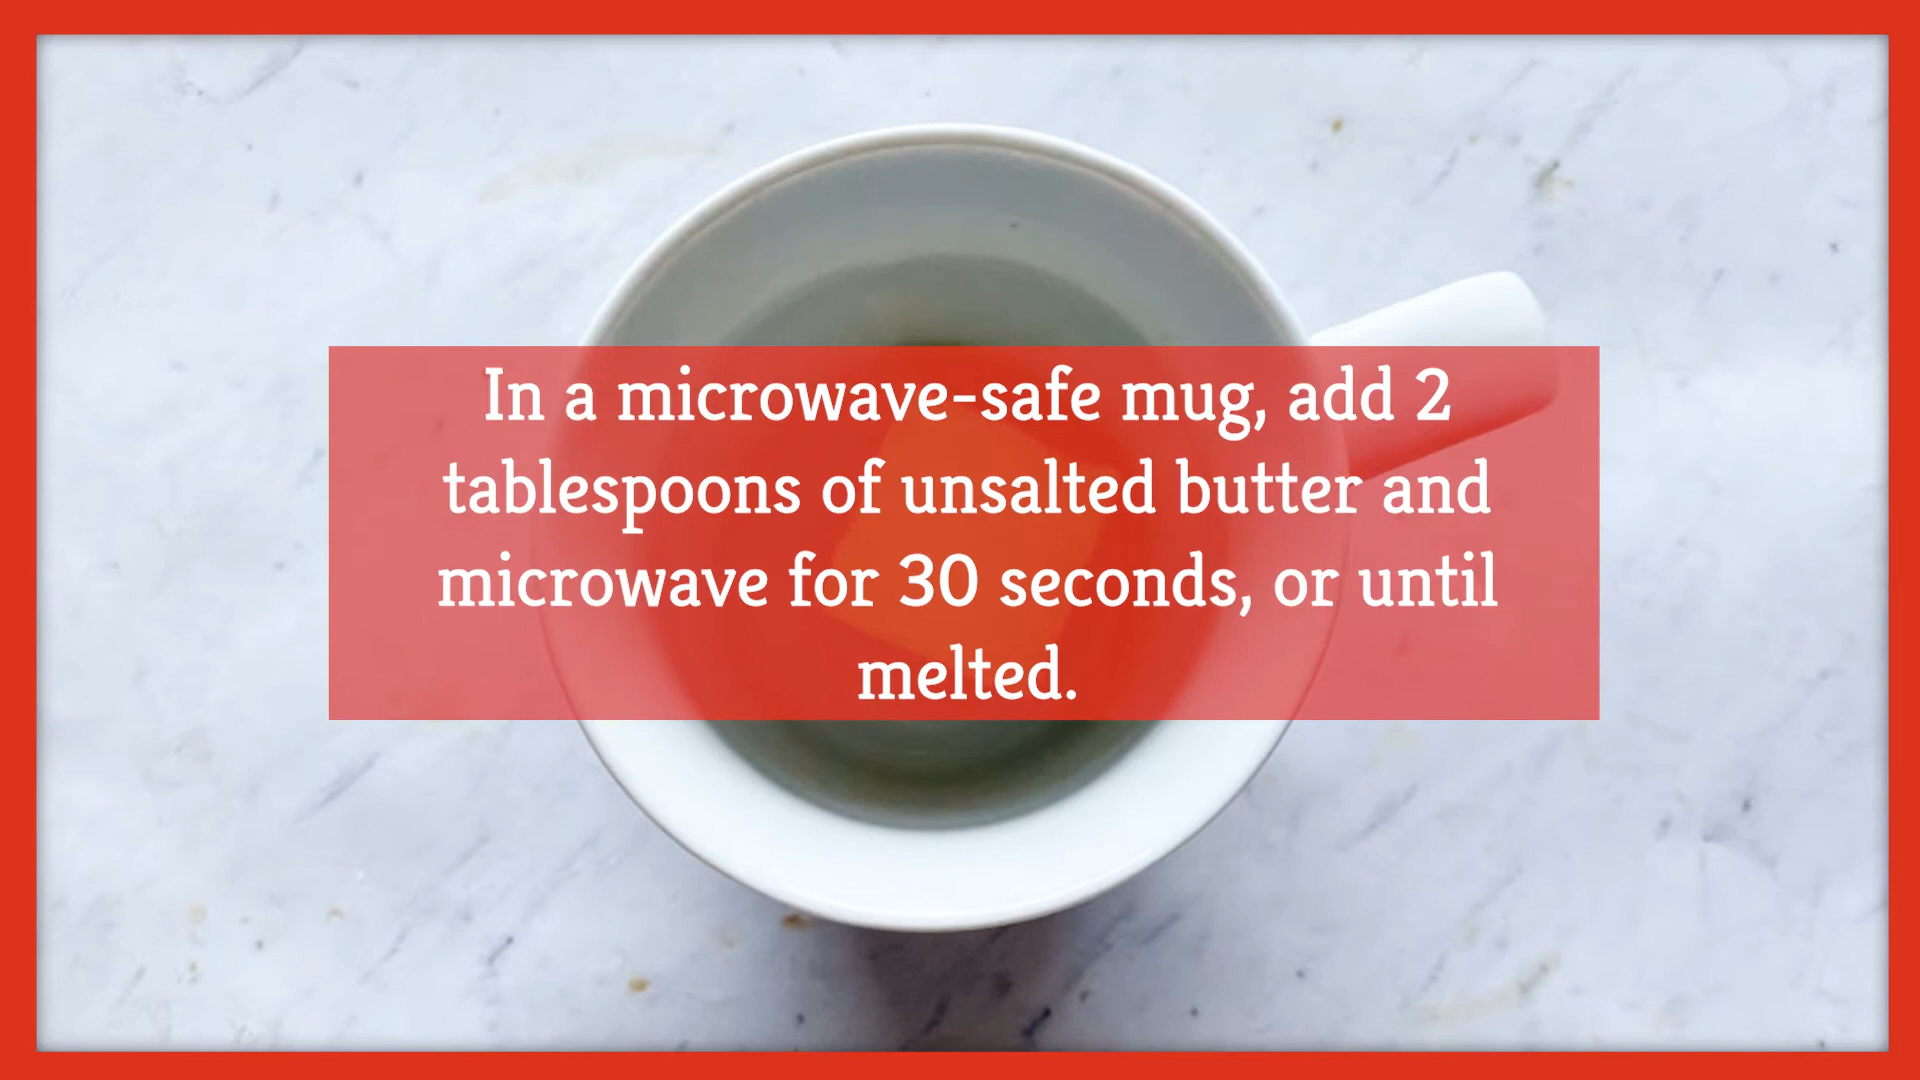 In a microwave-safe mug, add 2
tablespoons of unsalted butter and
microwave for 30 seconds, or until
melted.